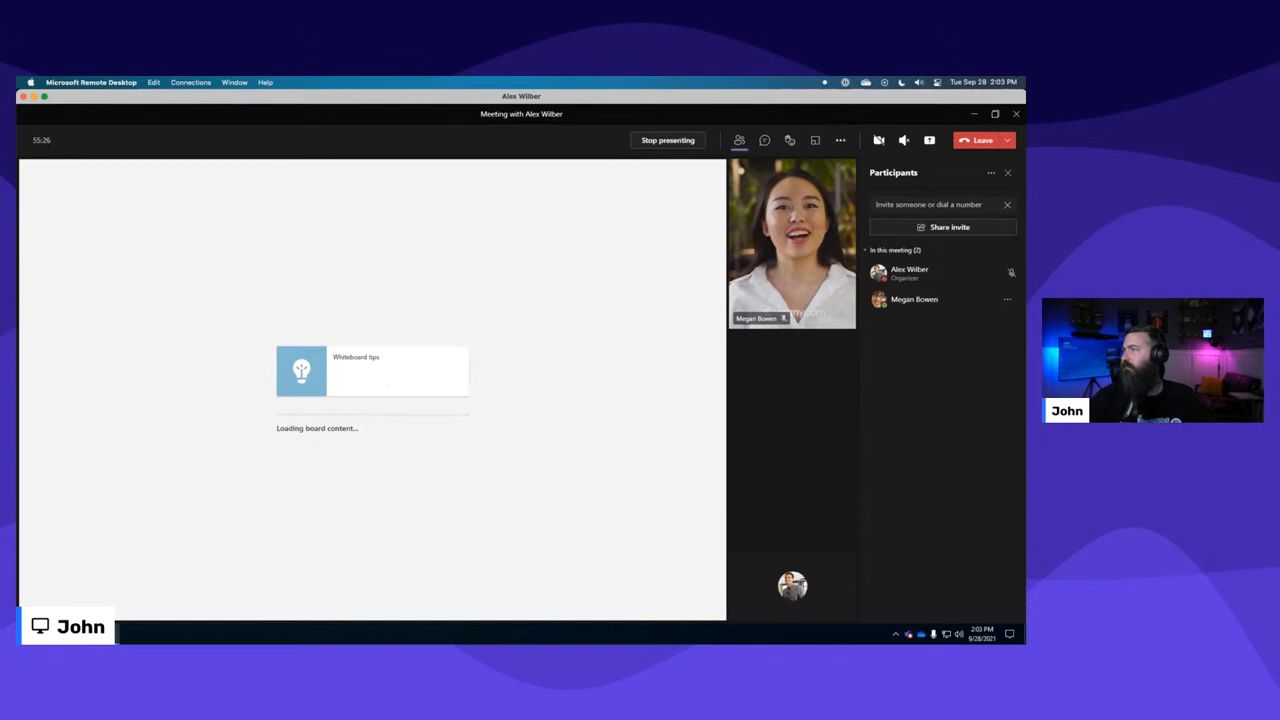 Microsoft Remote Desktop Edit Connections Window Help
Tue Sep 28 2:03 PM
Alex Wilber
Meeting with Alex Wilber
55:26
Stop presenting
Leave
Participants
Invite someone or dial a number
Share invite
In this meeting (2)
Alex Wilber
Organizer
Megan Bowen
Megan Bowen
Whiteboard tips
Loading board content...
John
John
2:03 PM
9/28/2021